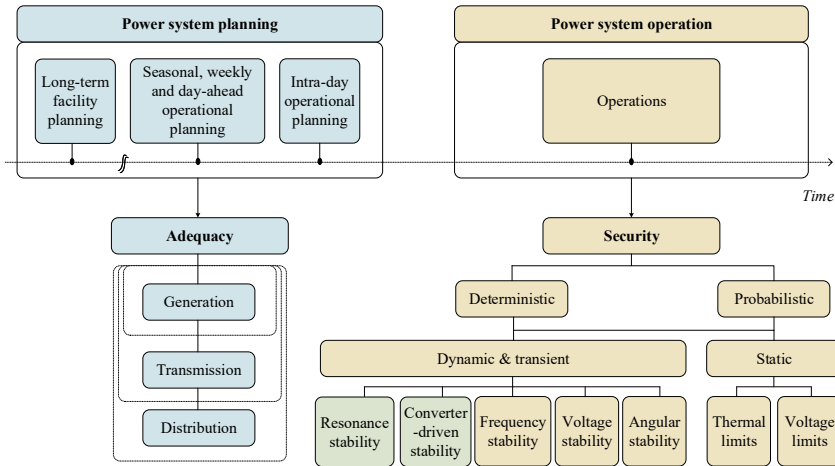 Power system planning
Power system operation
Long-term
facility
planning
Seasonal, weekly
and day-ahead
operational
planning
Intra-day
operational
planning
Operations
Time
Adequacy
Security
Generation
Transmission
Distribution
Deterministic
Probabilistic
Dynamic & transient
Static
Resonance
stability
Converter
-driven
stability
Frequency
stability
Voltage
stability
Angular
stability
Thermal
limits
Voltage
limits